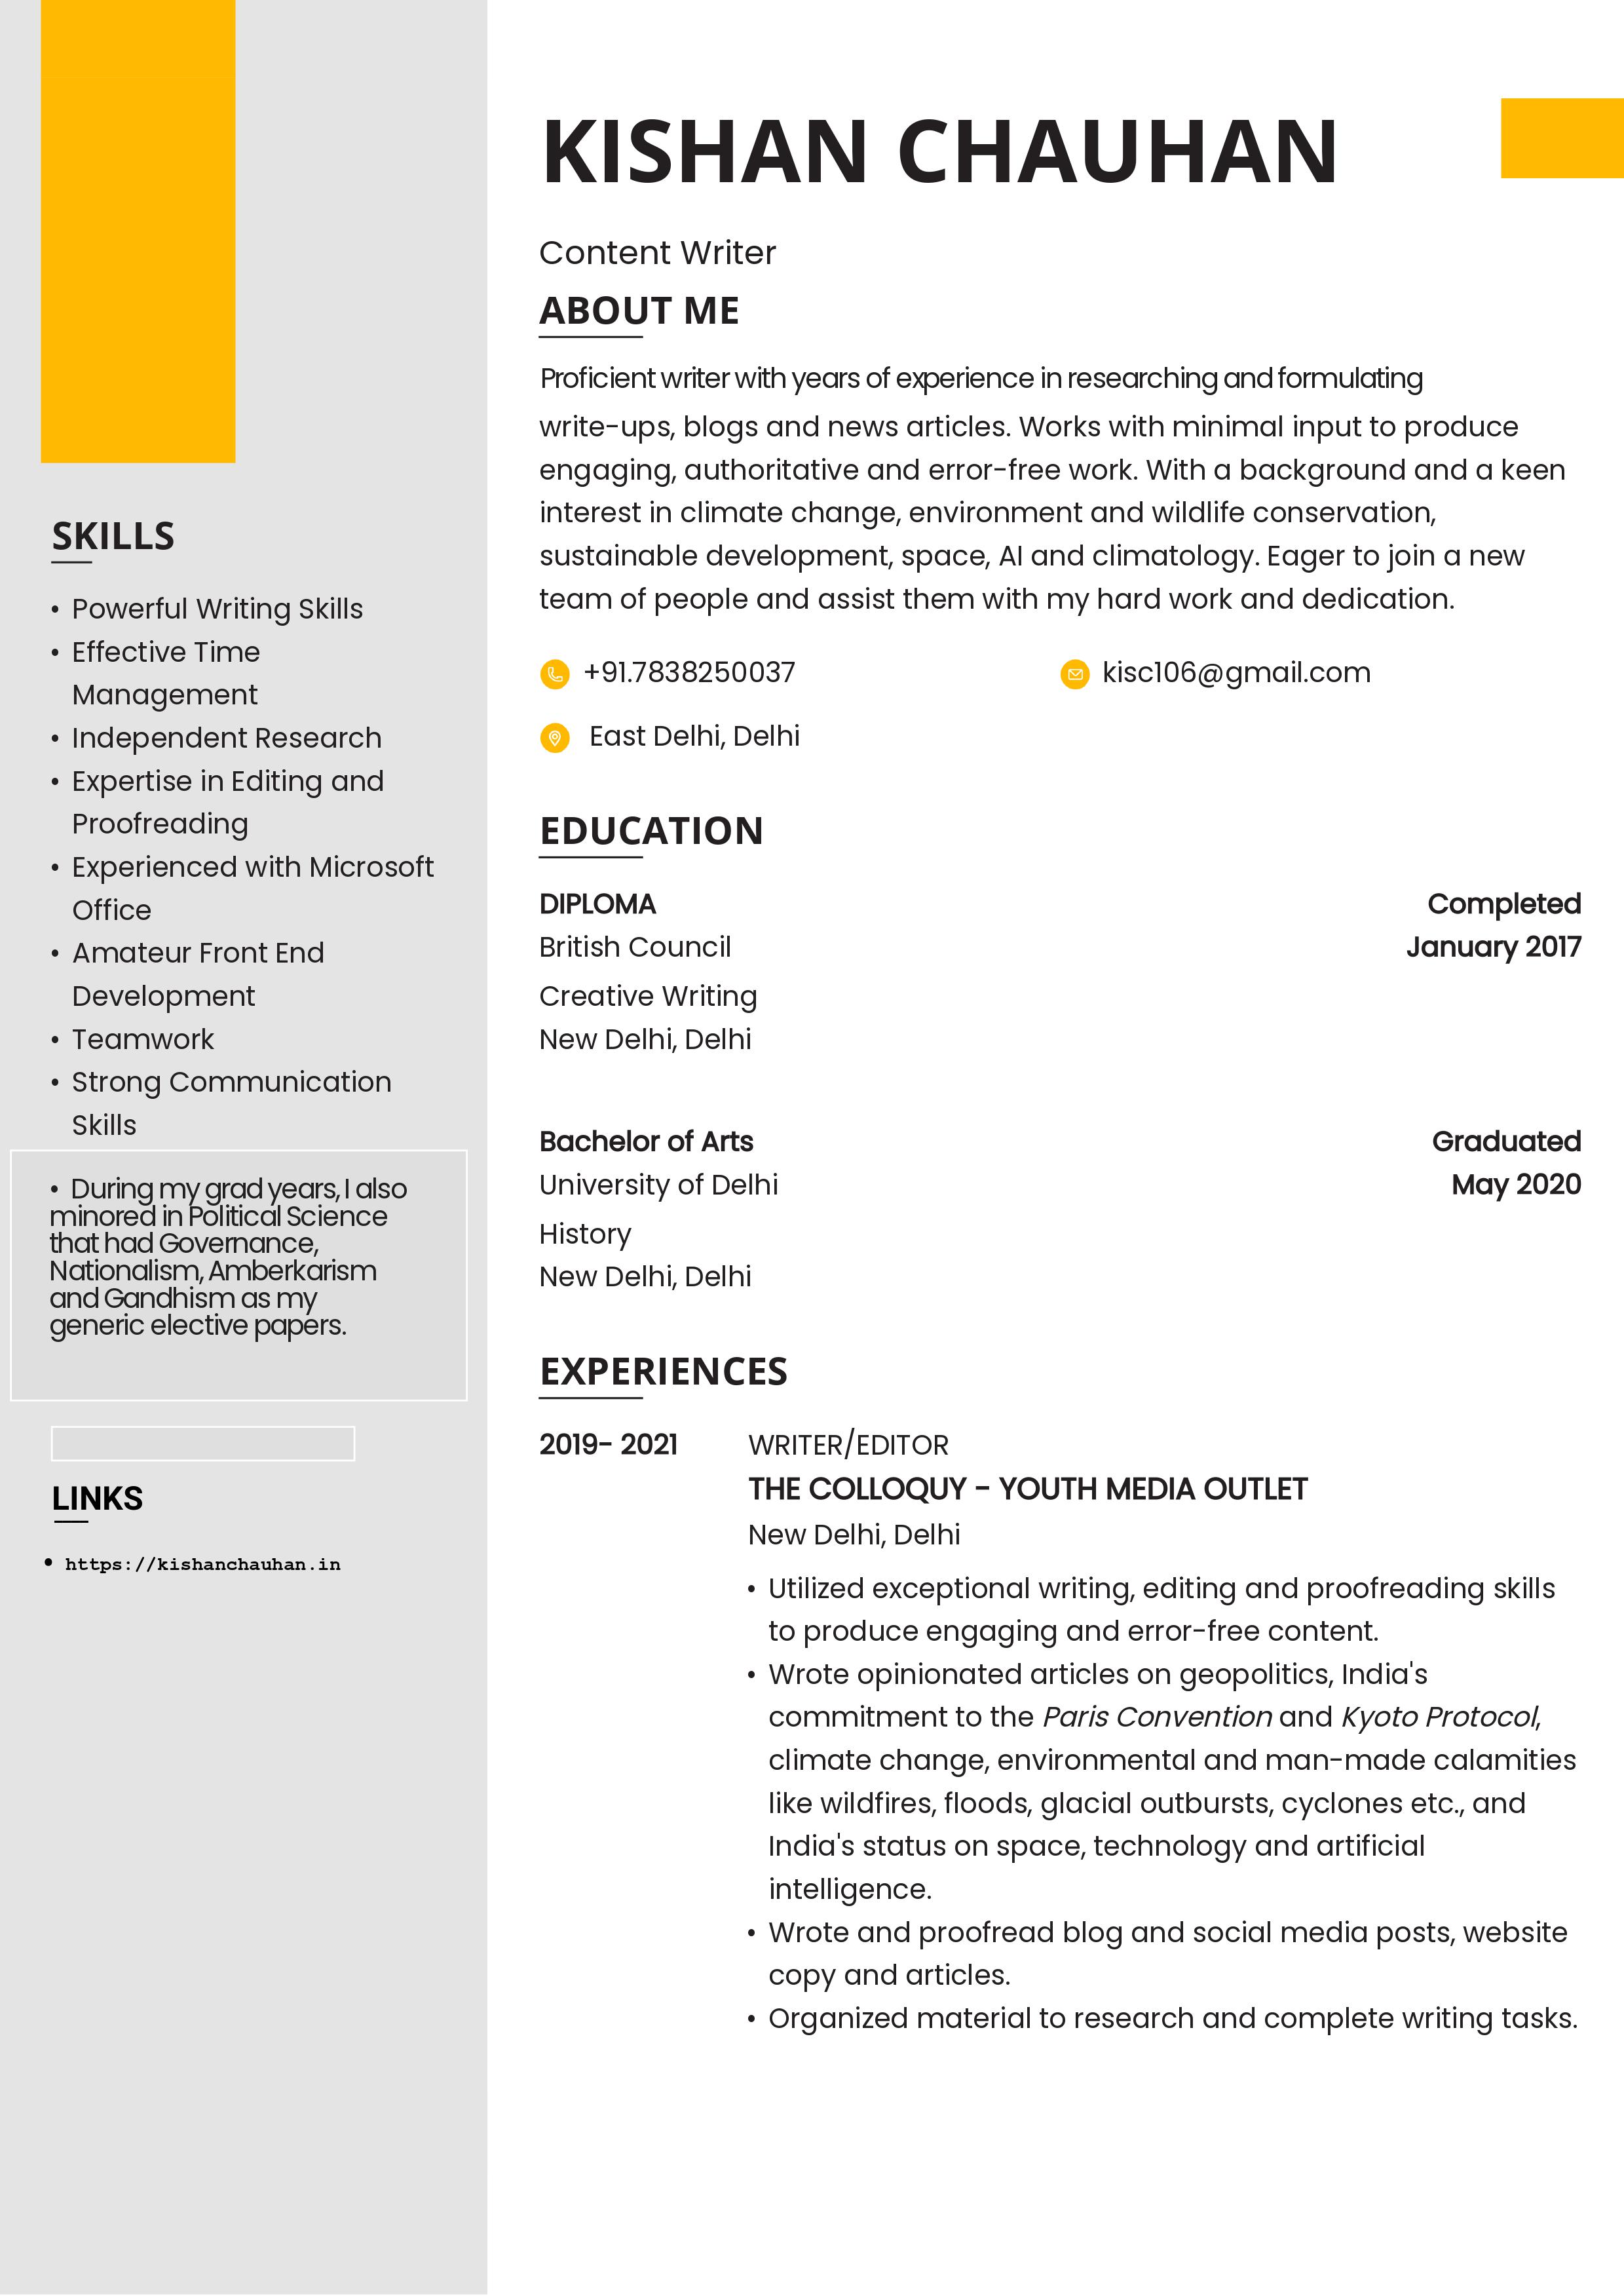 KISHAN CHAUHAN
Content Writer
ABOUT ME
Proficient writer with years of experience in researching and formulating
write-ups, blogs and news articles. Works with minimal input to produce
engaging, authoritative and error-free work. With a background and a keen
interest in climate change, environment and wildlife conservation,
sustainable development, space, AI and climatology. Eager to join a new
team of people and assist them with my hard work and dedication.
+91.7838250037
kisc106@gmail.com
East Delhi, Delhi
SKILLS
• Powerful Writing Skills
• Effective Time
Management
• Independent Research
• Expertise in Editing and
Proofreading
• Experienced with Microsoft
Office
• Amateur Front End
Development
• Teamwork
• Strong Communication
Skills
• During my grad years, I also
minored in Political Science
that had Governance,
Nationalism, Amberkarism
and Gandhism as my
generic elective papers.
LINKS
• https://kishanchauhan.in
EDUCATION
DIPLOMA Completed
British Council January 2017
Creative Writing
New Delhi, Delhi
Bachelor of Arts Graduated
University of Delhi May 2020
History
New Delhi, Delhi
EXPERIENCES
2019- 2021 WRITER/EDITOR
THE COLLOQUY - YOUTH MEDIA OUTLET
New Delhi, Delhi
• Utilized exceptional writing, editing and proofreading skills
to produce engaging and error-free content.
• Wrote opinionated articles on geopolitics, India's
commitment to the Paris Convention and Kyoto Protocol,
climate change, environmental and man-made calamities
like wildfires, floods, glacial outbursts, cyclones etc., and
India's status on space, technology and artificial
intelligence.
• Wrote and proofread blog and social media posts, website
copy and articles.
• Organized material to research and complete writing tasks.